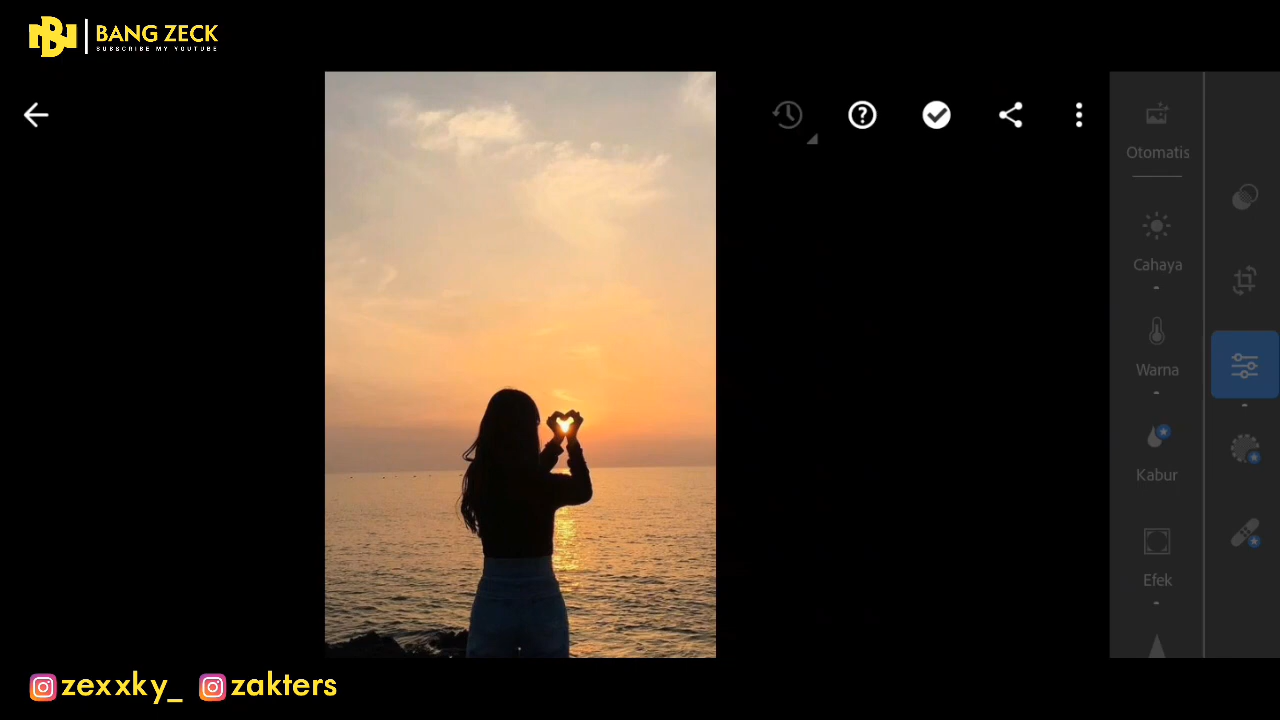 BANG ZECK
SUBSCRIBE MY YOUTUBE
Otomatis
Cahaya
Warna
Kabur
Efek
zexxky_ zakters